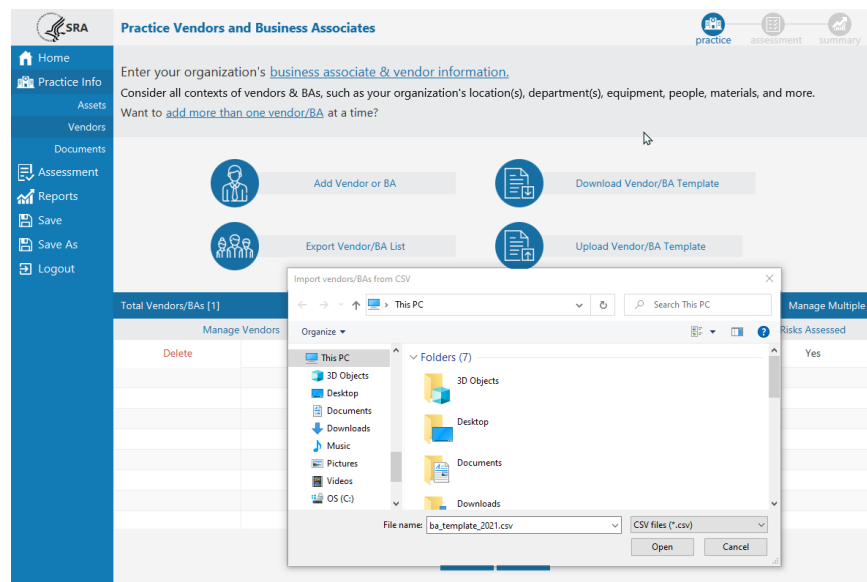 SRA
Practice Vendors and Business Associates
practice
assessment
summary
Home
Practice Info
Assets
Vendors
Documents
Assessment
Reports
Save
Save As
Logout
Enter your organization's business associate & vendor information.
Consider all contexts of vendors & BAs, such as your organization's location(s), department(s), equipment, people, materials, and more.
Want to add more than one vendor/BA at a time?
Add Vendor or BA
Download Vendor/BA Template
Export Vendor/BA List
Upload Vendor/BA Template
Total Vendors/BAs [1]
Manage Multiple
Manage Vendors
Risks Assessed
Delete
Yes
Import vendors/BAs from CSV
This PC
Search This PC
Organize
This PC
3D Objects
Desktop
Documents
Downloads
Music
Pictures
Videos
OS (C:)
Folders (7)
3D Objects
Desktop
Documents
Downloads
File name: ba_template_2021.csv
CSV files (*.csv)
Open
Cancel